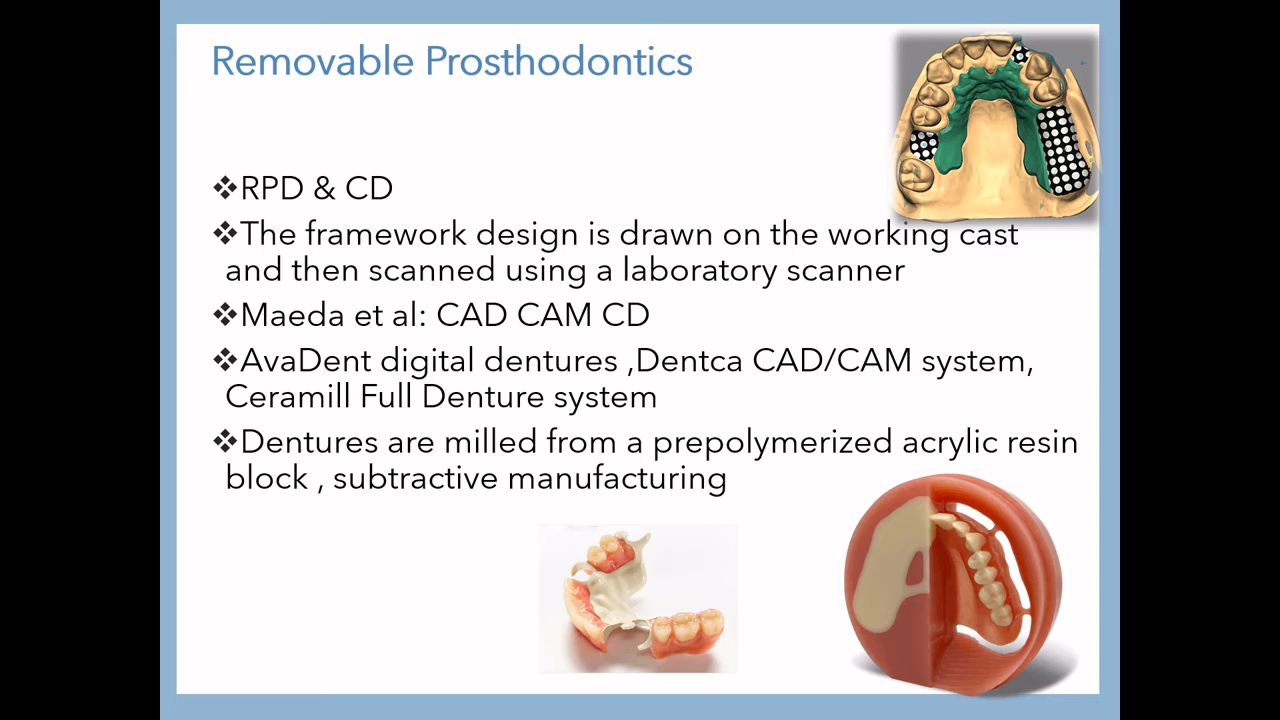 Removable Prosthodontics
❖RPD & CD
❖The framework design is drawn on the working cast
and then scanned using a laboratory scanner
❖Maeda et al: CAD CAM CD
❖AvaDent digital dentures ,Dentca CAD/CAM system,
Ceramill Full Denture system
❖Dentures are milled from a prepolymerized acrylic resin
block , subtractive manufacturing